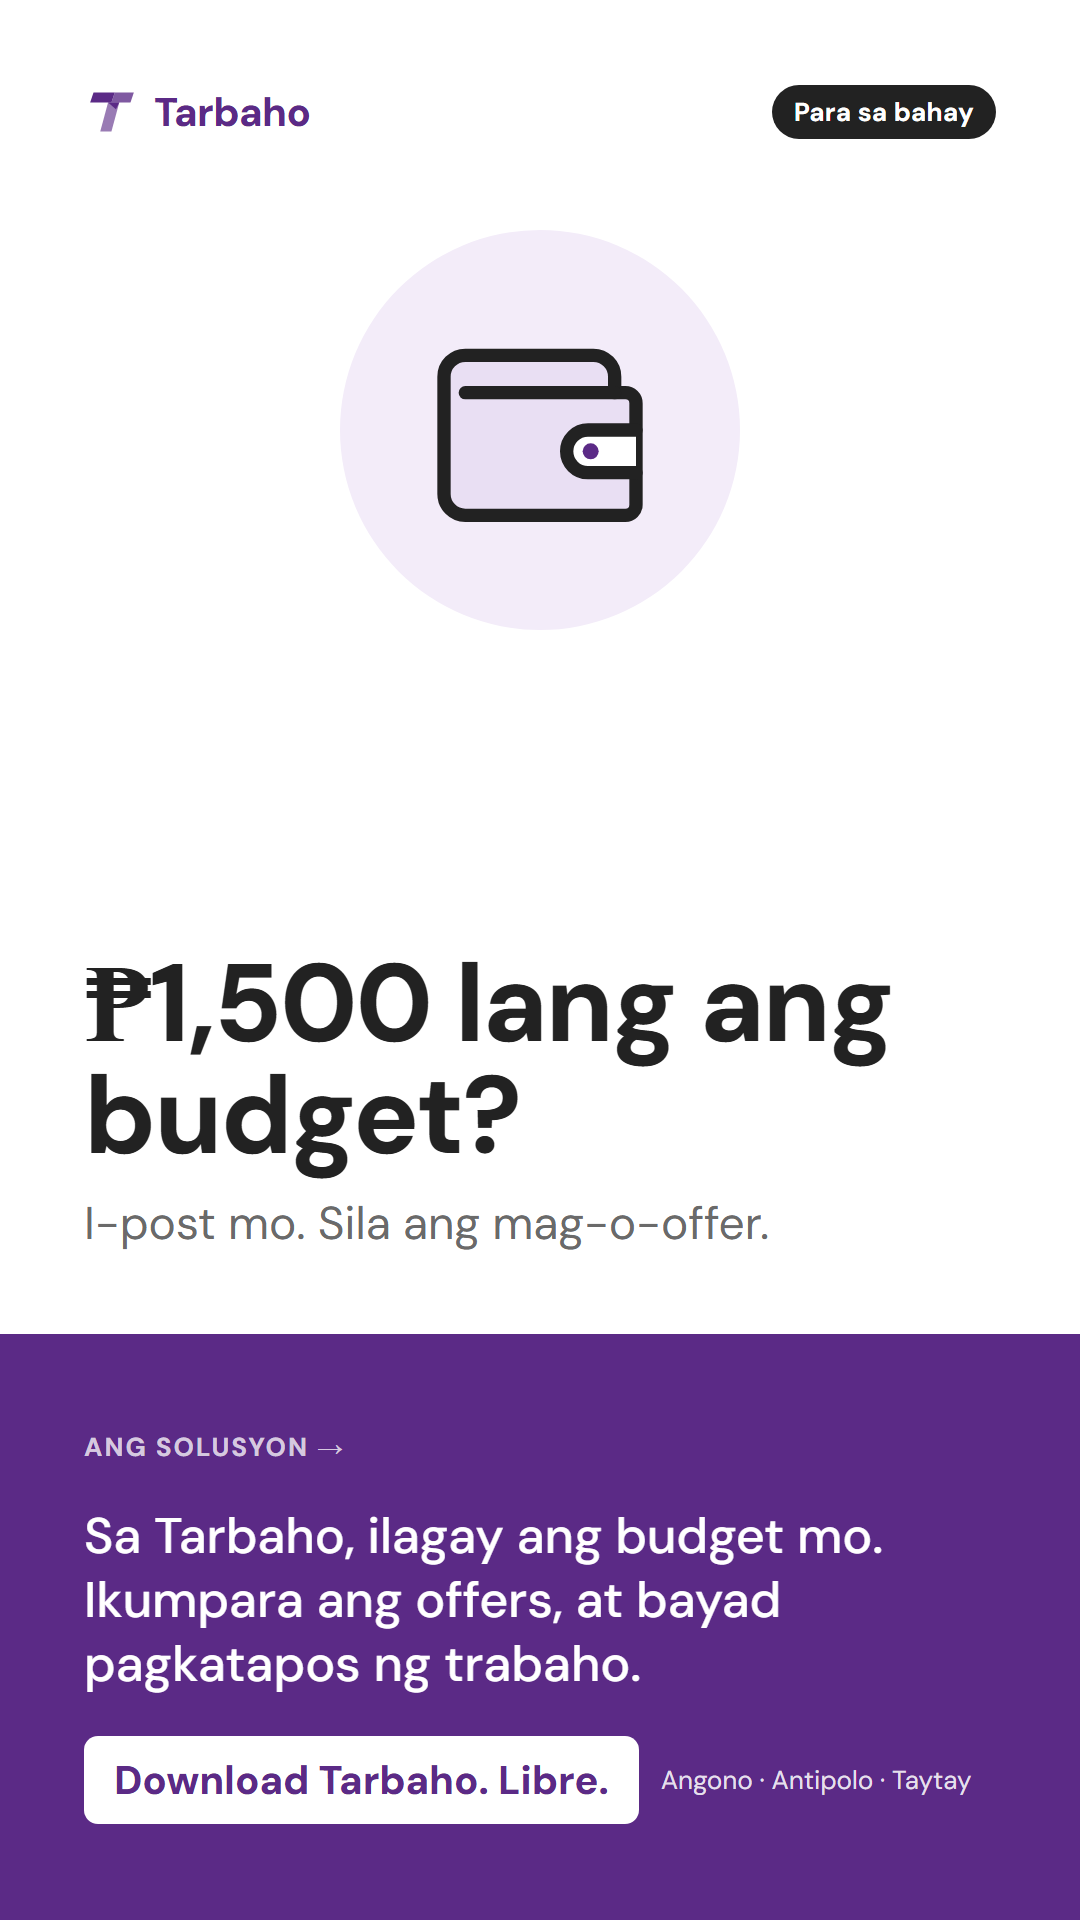 Tarbaho
Para sa bahay
₱1,500 lang ang
budget?
I-post mo. Sila ang mag-o-offer.
ANG SOLUSYON →
Sa Tarbaho, ilagay ang budget mo.
Ikumpara ang offers, at bayad
pagkatapos ng trabaho.
Download Tarbaho. Libre.
Angono · Antipolo · Taytay